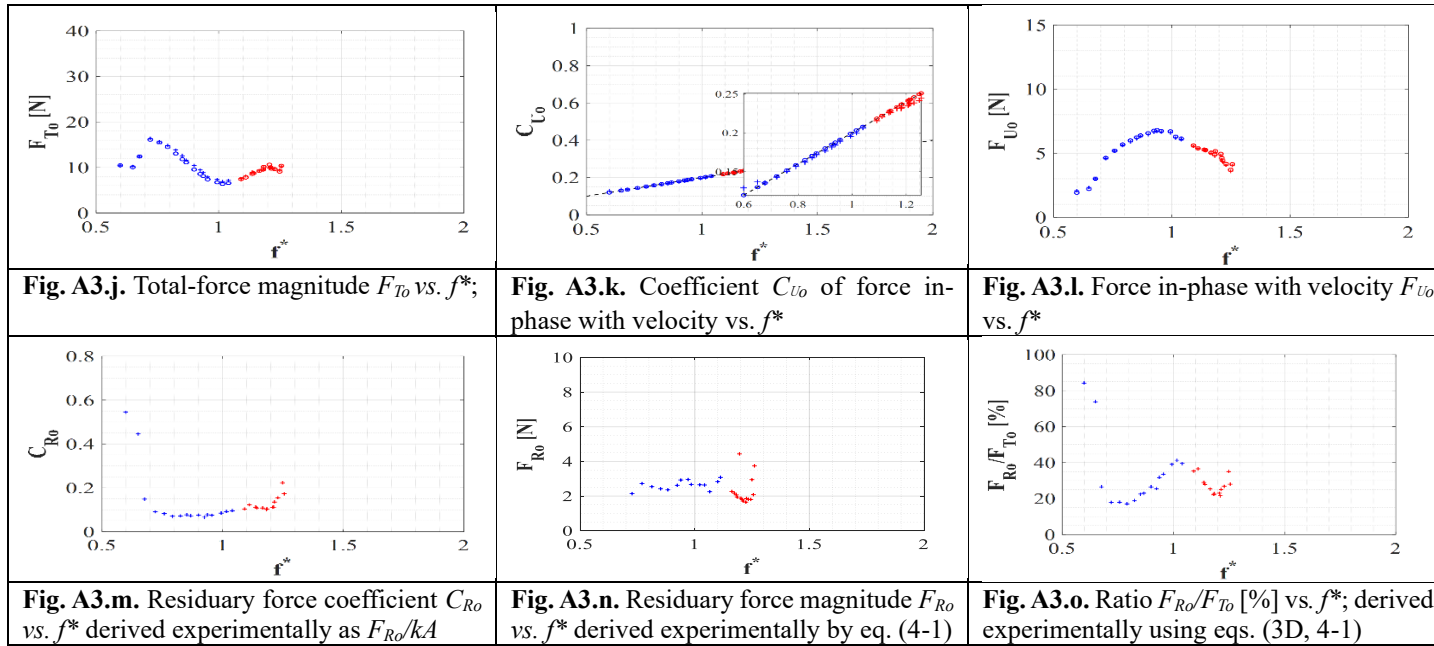 40
30
20
10
0
F_To [N]
0.5 1 1.5 2
f*
Fig. A3.j. Total-force magnitude F_To vs. f*;
1
0.8
0.6
0.4
0.2
0
C_U0
0.25
0.2
0.15
0.6 0.8 1 1.2
0.5 1 1.5 2
f*
Fig. A3.k. Coefficient C_Uo of force in-
phase with velocity vs. f*
15
10
5
0
F_U0 [N]
0.5 1 1.5 2
f*
Fig. A3.l. Force in-phase with velocity F_Uo
vs. f*
0.8
0.6
0.4
0.2
0
C_R0
0.5 1 1.5 2
f*
Fig. A3.m. Residuary force coefficient C_Ro
vs. f* derived experimentally as F_Ro/kA
10
8
6
4
2
0
F_R0 [N]
0.5 1 1.5 2
f*
Fig. A3.n. Residuary force magnitude F_Ro
vs. f* derived experimentally by eq. (4-1)
100
80
60
40
20
0
F_R0/F_T0 [%]
0.5 1 1.5 2
f*
Fig. A3.o. Ratio F_Ro/F_To [%] vs. f*; derived
experimentally using eqs. (3D, 4-1)